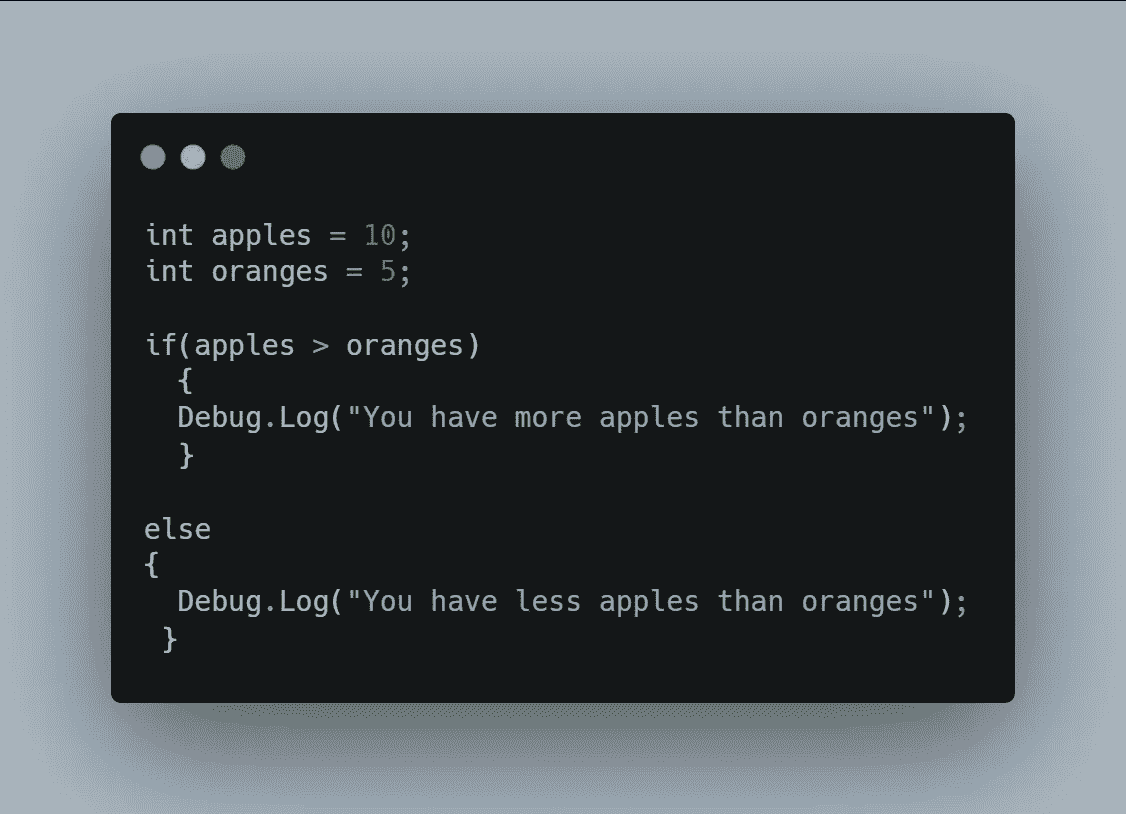 int apples = 10;
int oranges = 5;
if(apples > oranges)
{
Debug.Log("You have more apples than oranges");
}
else
{
Debug.Log("You have less apples than oranges");
}